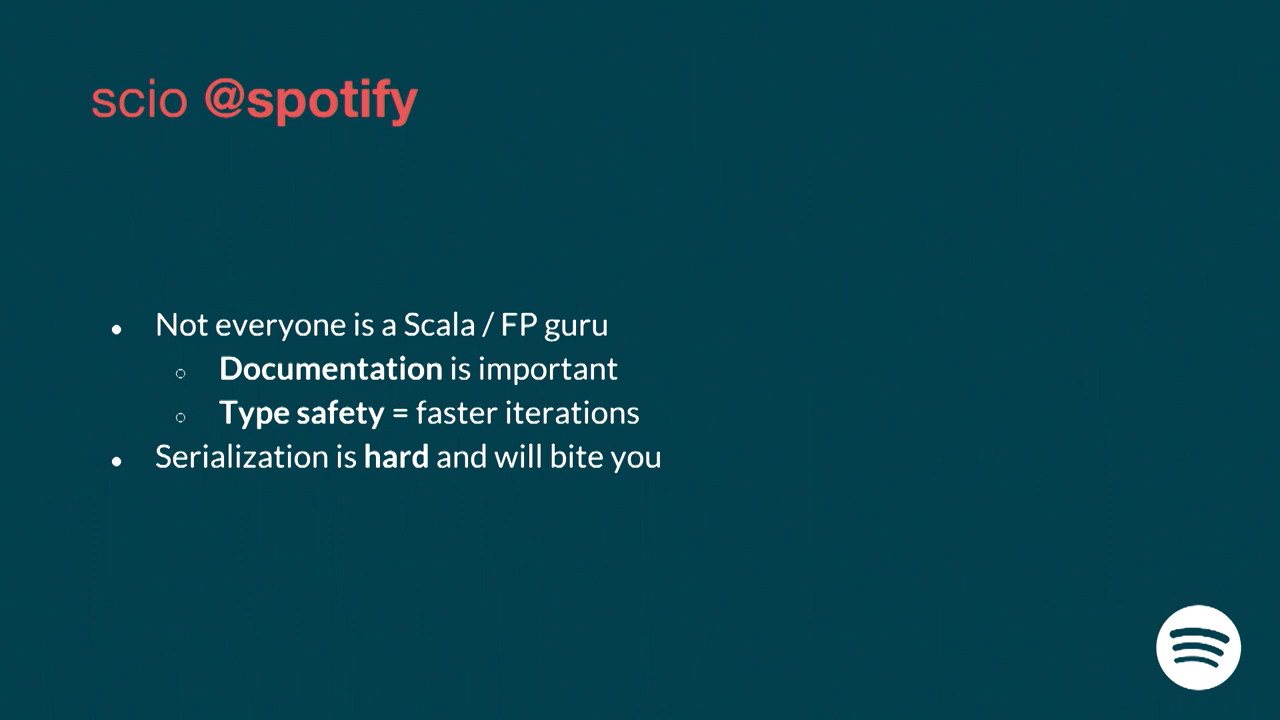 scio @spotify
● Not everyone is a Scala / FP guru
○ Documentation is important
○ Type safety = faster iterations
● Serialization is hard and will bite you